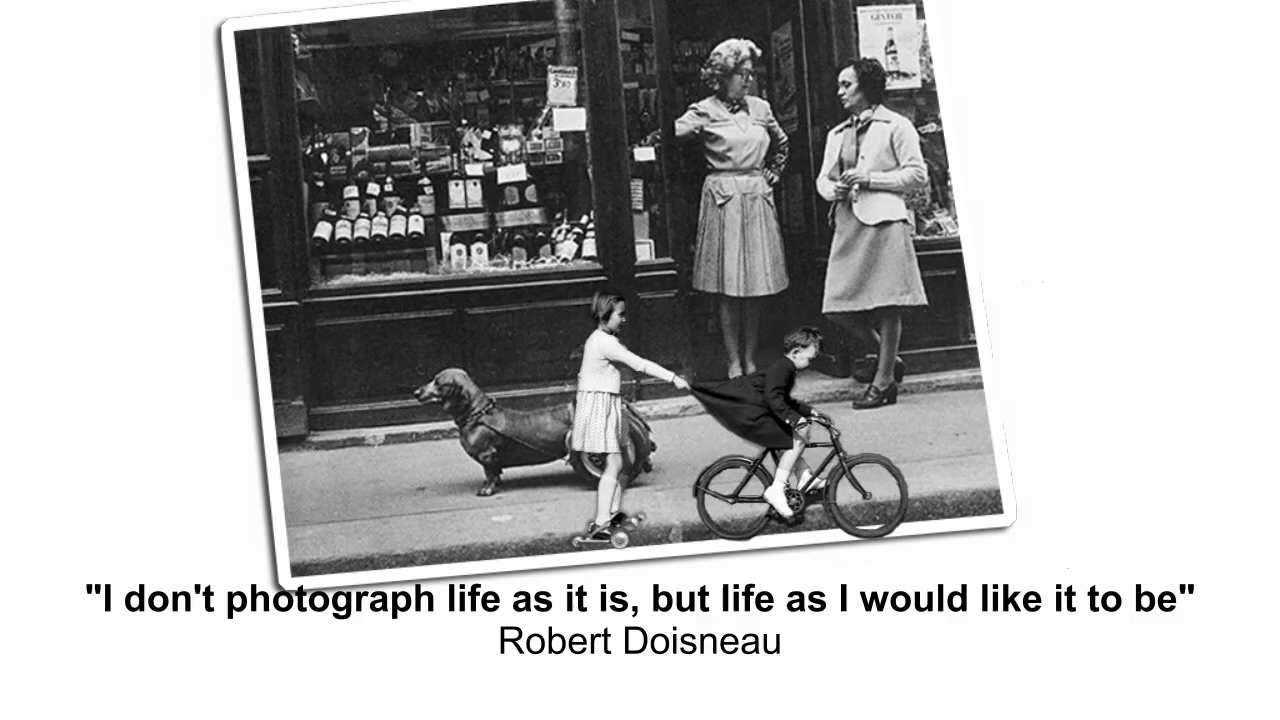 "I don't photograph life as it is, but life as I would like it to be"
Robert Doisneau